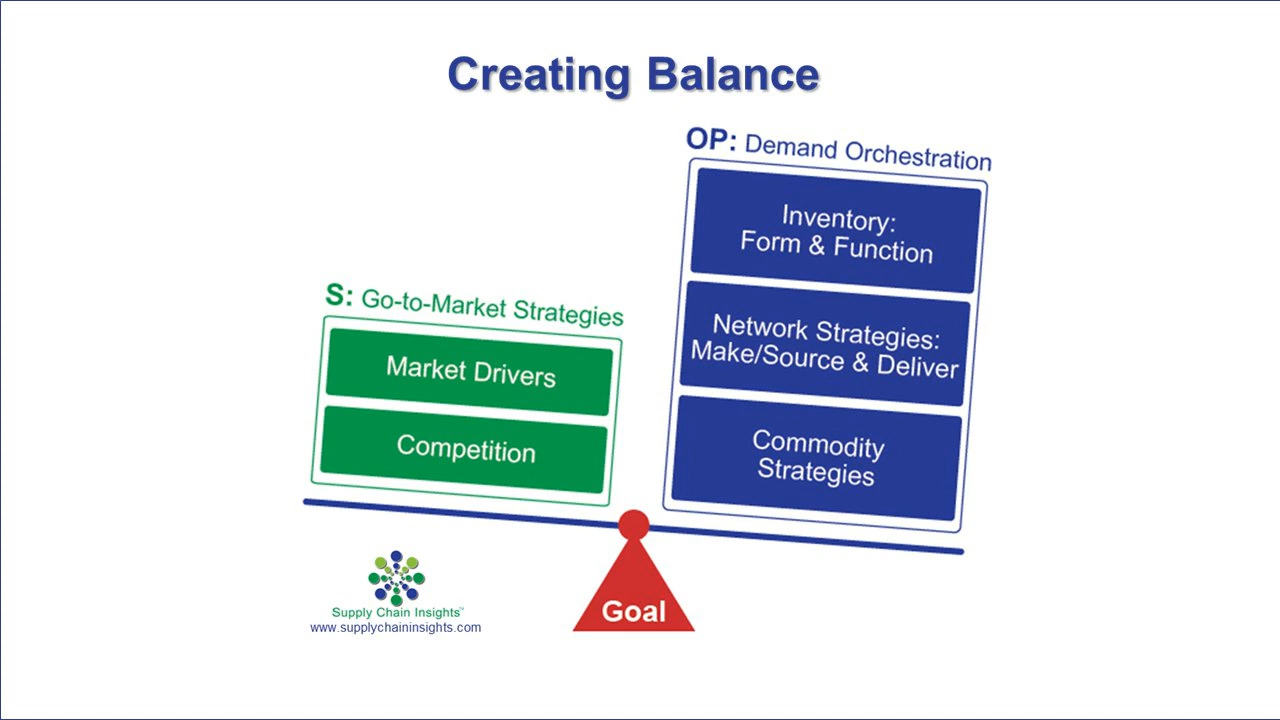 Creating Balance
OP: Demand Orchestration
Inventory:
Form & Function
Network Strategies:
Make/Source & Deliver
Commodity
Strategies
S: Go-to-Market Strategies
Market Drivers
Competition
Goal
Supply Chain Insights™
www.supplychaininsights.com